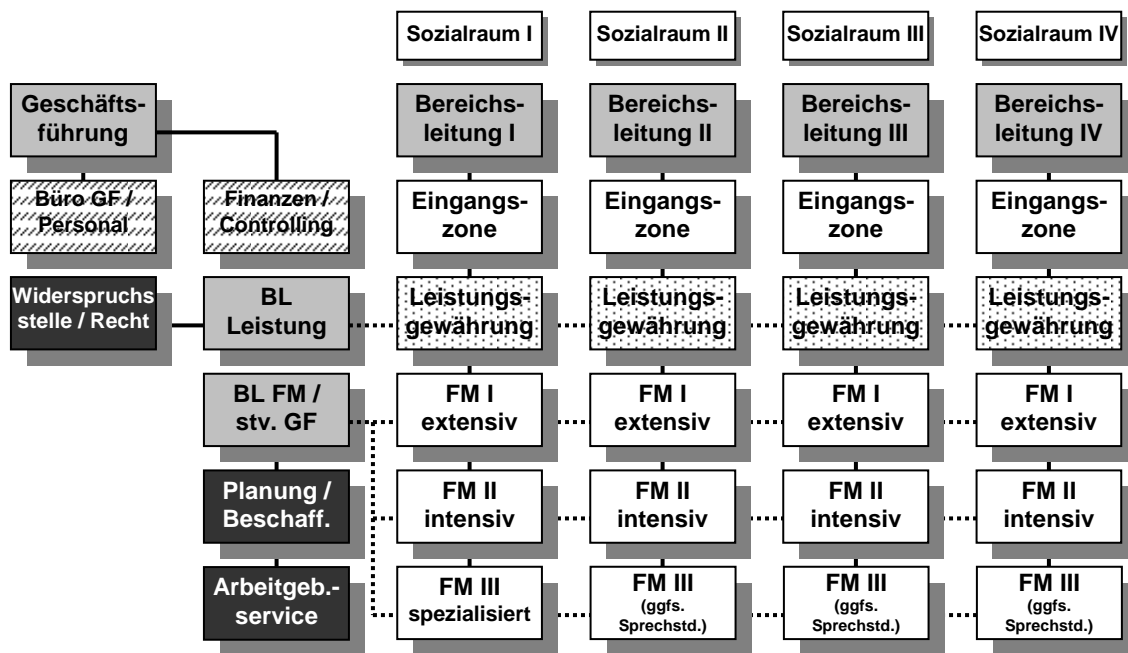 Sozialraum I
Sozialraum II
Sozialraum III
Sozialraum IV
Geschäfts-
führung
Bereichs-
leitung I
Bereichs-
leitung II
Bereichs-
leitung III
Bereichs-
leitung IV
Büro GF /
Personal
Finanzen /
Controlling
Eingangs-
zone
Eingangs-
zone
Eingangs-
zone
Eingangs-
zone
Widerspruchs
stelle / Recht
BL
Leistung
Leistungs-
gewährung
Leistungs-
gewährung
Leistungs-
gewährung
Leistungs-
gewährung
BL FM /
stv. GF
FM I
extensiv
FM I
extensiv
FM I
extensiv
FM I
extensiv
Planung /
Beschaff.
FM II
intensiv
FM II
intensiv
FM II
intensiv
FM II
intensiv
Arbeitgeb.-
service
FM III
spezialisiert
FM III
(ggfs.
Sprechstd.)
FM III
(ggfs.
Sprechstd.)
FM III
(ggfs.
Sprechstd.)